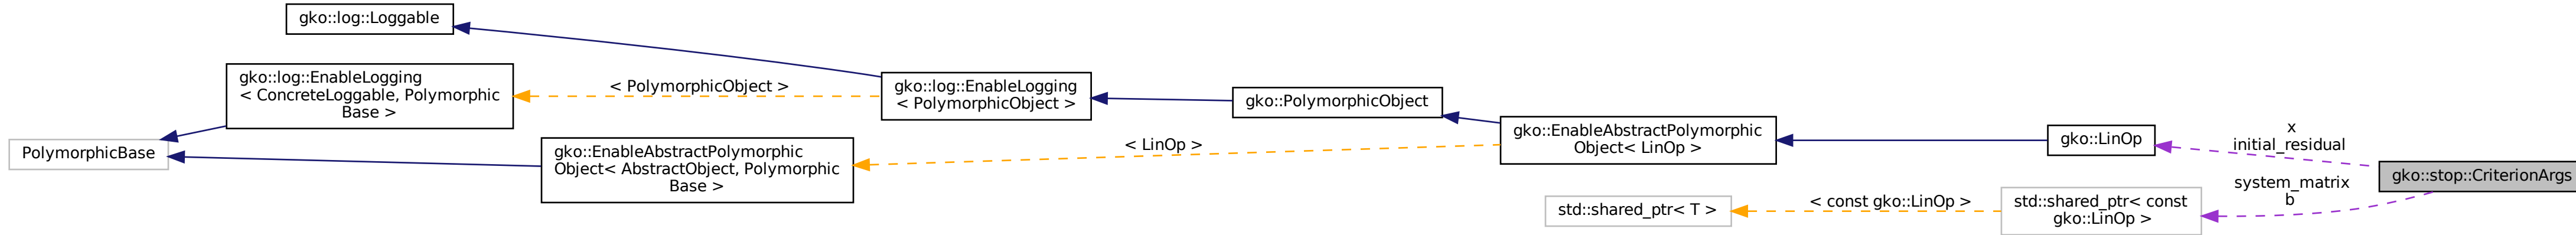 gko::log::Loggable
gko::log::EnableLogging
< ConcreteLoggable, Polymorphic
Base >
< PolymorphicObject >
gko::log::EnableLogging
< PolymorphicObject >
gko::PolymorphicObject
PolymorphicBase
gko::EnableAbstractPolymorphic
Object< AbstractObject, Polymorphic
Base >
< LinOp >
gko::EnableAbstractPolymorphic
Object< LinOp >
gko::LinOp
x
initial_residual
gko::stop::CriterionArgs
system_matrix
b
std::shared_ptr< T >
< const gko::LinOp >
std::shared_ptr< const
gko::LinOp >